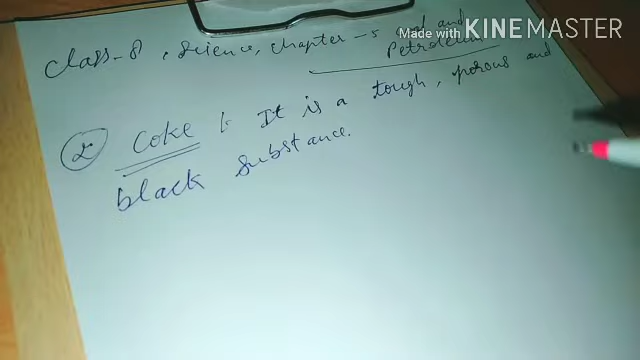 Made with KINEMASTER
Class-8, Science, Chapter-5 Coal and
Petroleum
2 Coke : It is a tough, porous and
black substance.